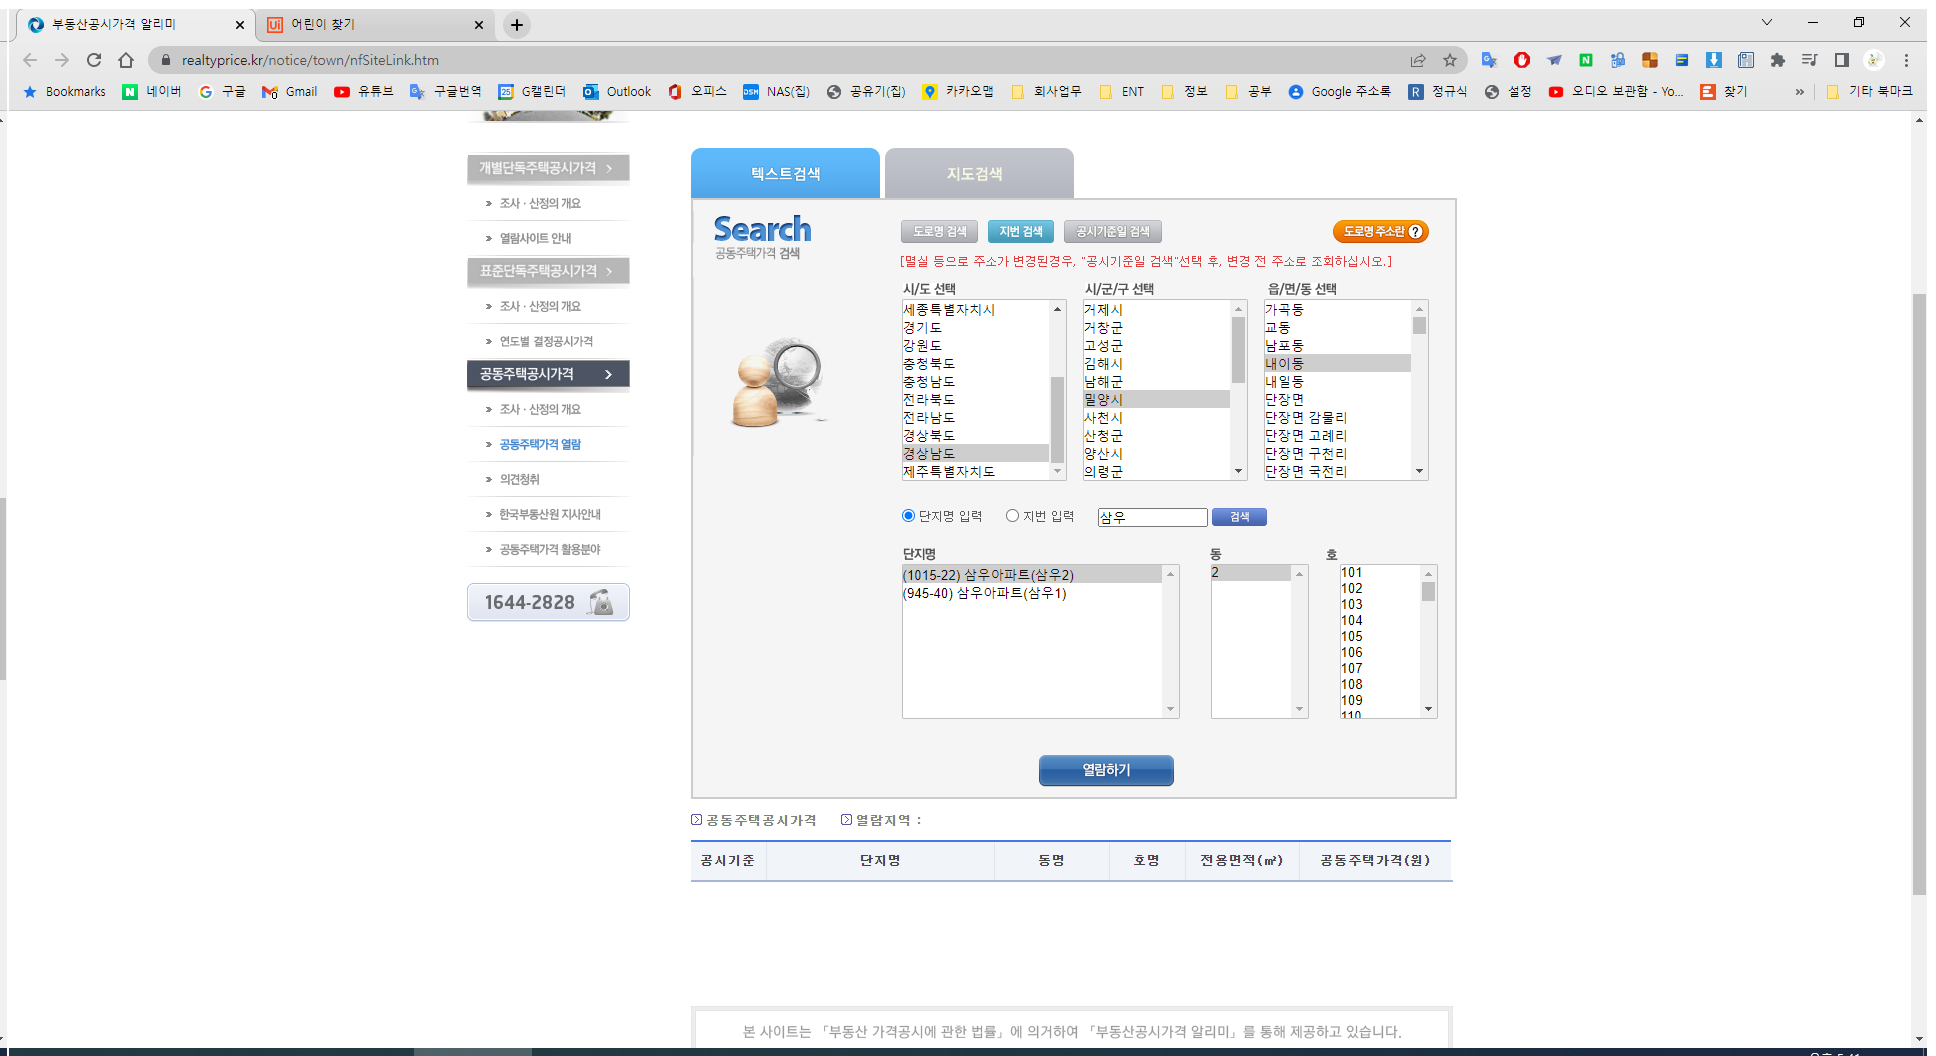 부동산공시가격 알리미
어린이 찾기
realtyprice.kr/notice/town/nfSiteLink.htm
Bookmarks 네이버 구글 Gmail 유튜브 구글번역 G캘린더 Outlook 오피스 NAS(집) 공유기(집) 카카오맵 회사업무 ENT 정보 공부 Google 주소록 정규식 설정 오디오 보관함 - Yo... 찾기 » 기타 북마크
개별단독주택공시가격 >
» 조사 · 산정의 개요
» 열람사이트 안내
표준단독주택공시가격 >
» 조사 · 산정의 개요
» 연도별 결정공시가격
공동주택공시가격 >
» 조사 · 산정의 개요
» 공동주택가격 열람
» 의견청취
» 한국부동산원 지사안내
» 공동주택가격 활용분야
1644-2828
텍스트검색 지도검색
Search
공동주택가격 검색
도로명 검색 지번 검색 공시기준일 검색 도로명 주소란 ?
[멸실 등으로 주소가 변경된경우, "공시기준일 검색"선택 후, 변경 전 주소로 조회하십시오.]
시/도 선택 시/군/구 선택 읍/면/동 선택
세종특별자치시 거제시 가곡동
경기도 거창군 교동
강원도 고성군 남포동
충청북도 김해시 내이동
충청남도 남해군 내일동
전라북도 밀양시 단장면
전라남도 사천시 단장면 감물리
경상북도 산청군 단장면 고례리
경상남도 양산시 단장면 구천리
제주특별자치도 의령군 단장면 국전리
단지명 입력 지번 입력 삼우 검색
단지명 동 호
(1015-22) 삼우아파트(삼우2) 2 101
(945-40) 삼우아파트(삼우1) 102
103
104
105
106
107
108
109
110
열람하기
공동주택공시가격 열람지역 :
공시기준 단지명 동명 호명 전용면적(㎡) 공동주택가격(원)
본 사이트는 「부동산 가격공시에 관한 법률」에 의거하여 「부동산공시가격 알리미」를 통해 제공하고 있습니다.